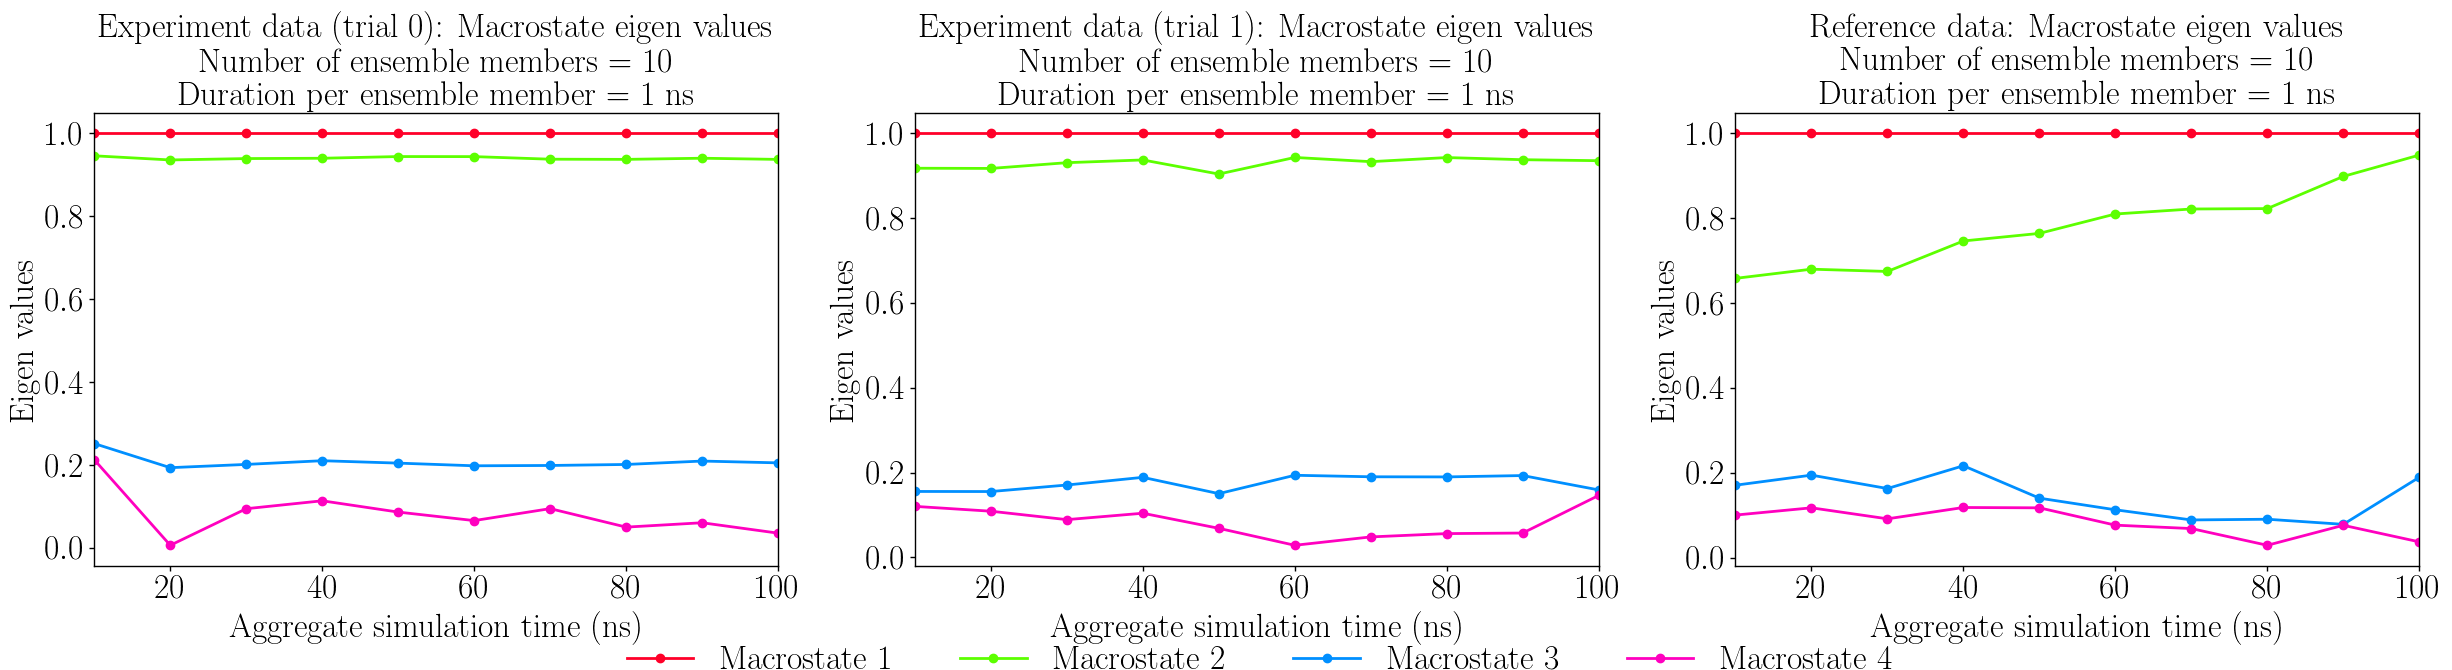 Experiment data (trial 0): Macrostate eigen values
Number of ensemble members = 10
Duration per ensemble member = 1 ns
1.0
0.8
0.6
0.4
0.2
0.0
Eigen values
20 40 60 80 100
Aggregate simulation time (ns)
Experiment data (trial 1): Macrostate eigen values
Number of ensemble members = 10
Duration per ensemble member = 1 ns
1.0
0.8
0.6
0.4
0.2
0.0
Eigen values
20 40 60 80 100
Aggregate simulation time (ns)
Reference data: Macrostate eigen values
Number of ensemble members = 10
Duration per ensemble member = 1 ns
1.0
0.8
0.6
0.4
0.2
0.0
Eigen values
20 40 60 80 100
Aggregate simulation time (ns)
Macrostate 1 Macrostate 2 Macrostate 3 Macrostate 4